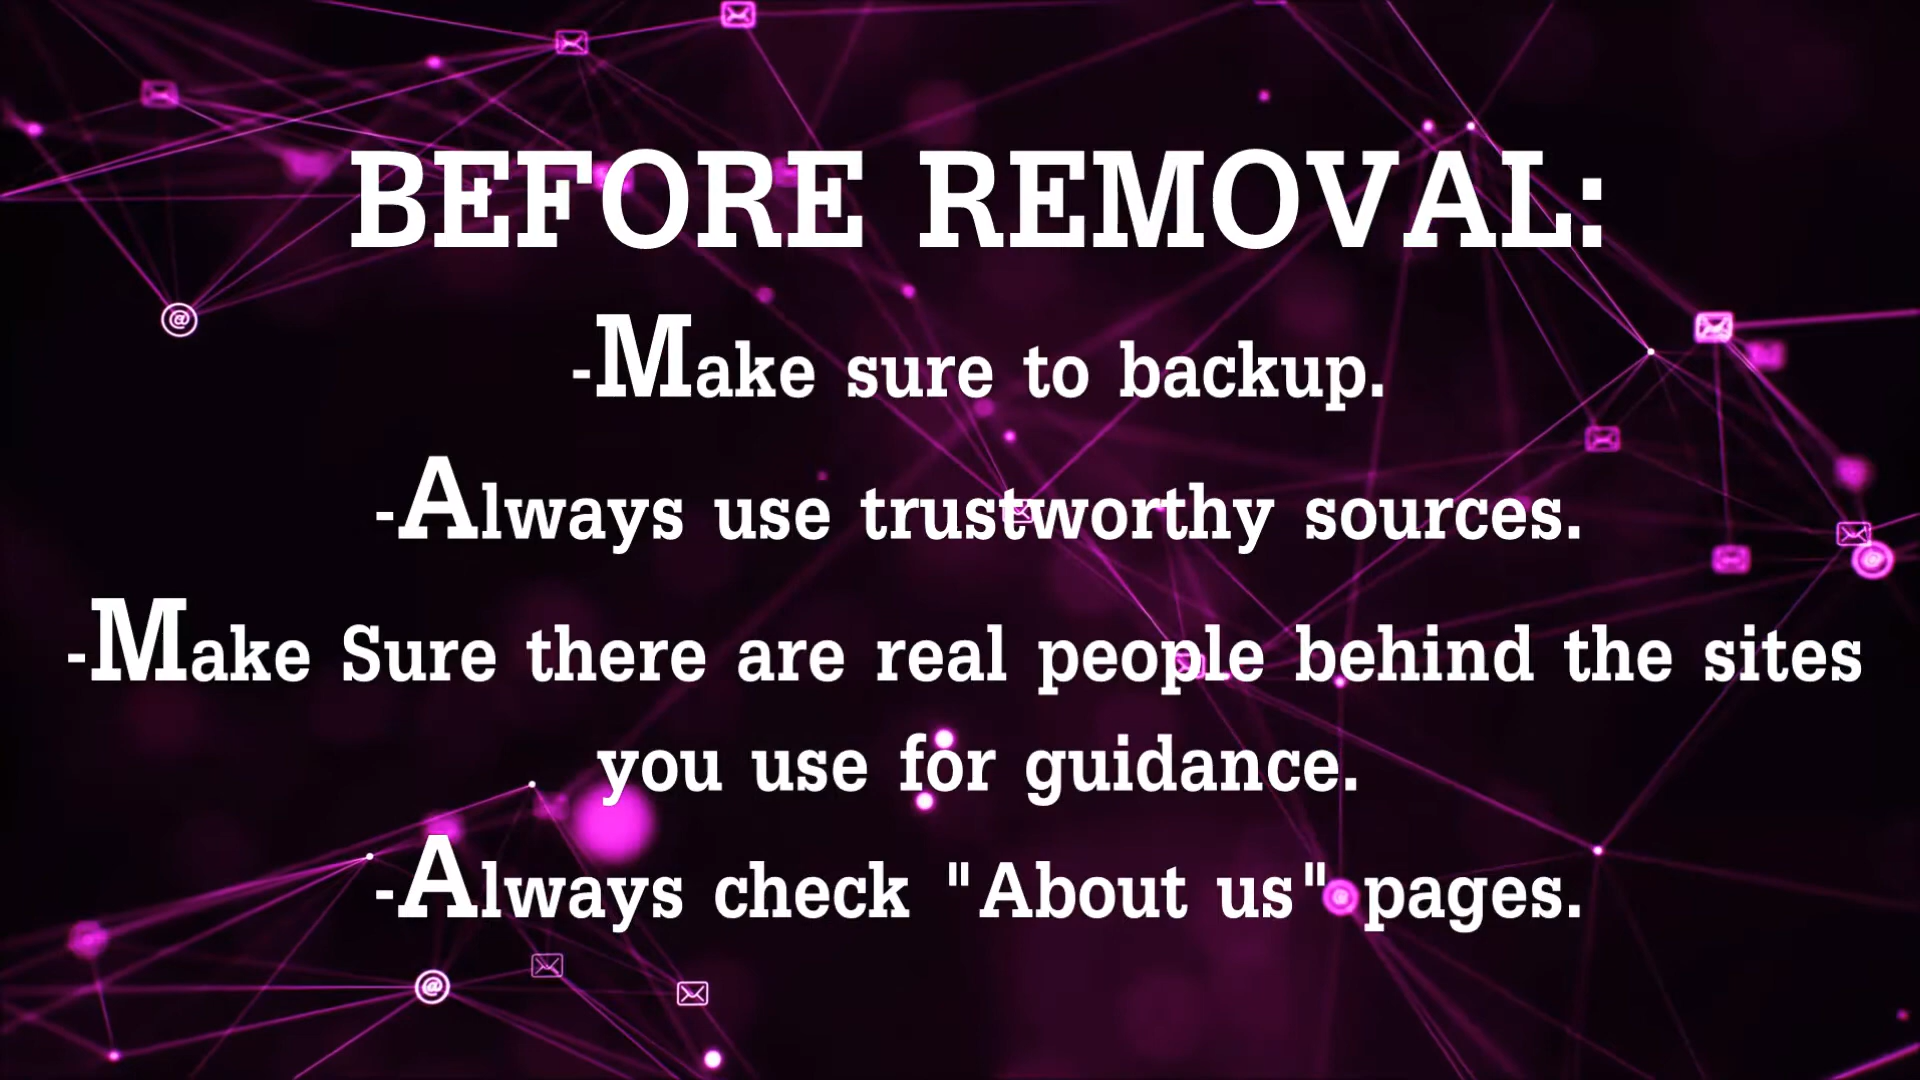 BEFORE REMOVAL:
-Make sure to backup.
-Always use trustworthy sources.
-Make Sure there are real people behind the sites
you use for guidance.
-Always check "About us" pages.